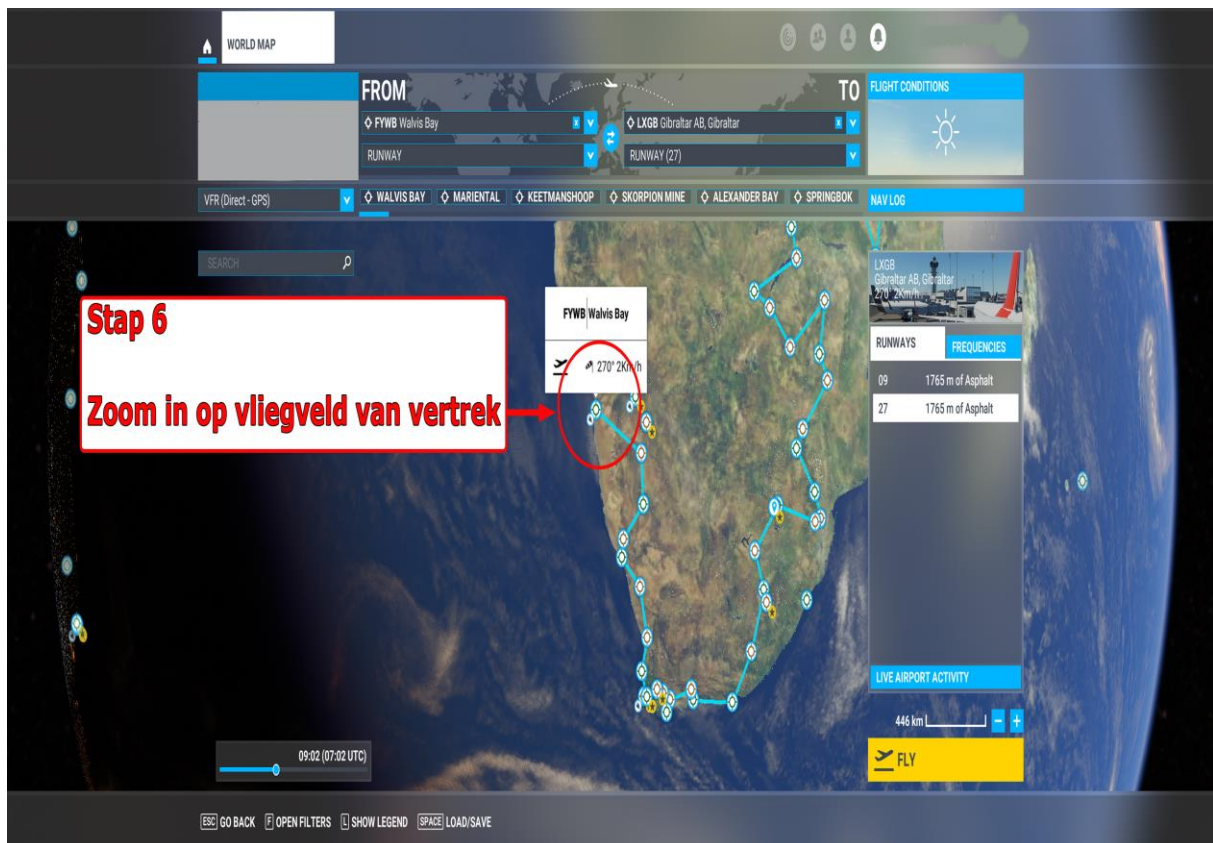 WORLD MAP
FROM
TO
FLIGHT CONDITIONS
FYWB Walvis Bay
LXGB Gibraltar AB, Gibraltar
RUNWAY
RUNWAY (27)
VFR (Direct - GPS)
WALVIS BAY
MARIENTAL
KEETMANSHOOP
SKORPION MINE
ALEXANDER BAY
SPRINGBOK
NAV LOG
SEARCH
LXGB
Gibraltar AB, Gibraltar
270° 2Km/h
Stap 6
Zoom in op vliegveld van vertrek
FYWB Walvis Bay
270° 2Km/h
RUNWAYS
FREQUENCIES
09 1765 m of Asphalt
27 1765 m of Asphalt
LIVE AIRPORT ACTIVITY
446 km
09:02 (07:02 UTC)
FLY
ESC GO BACK F OPEN FILTERS L SHOW LEGEND SPACE LOAD/SAVE